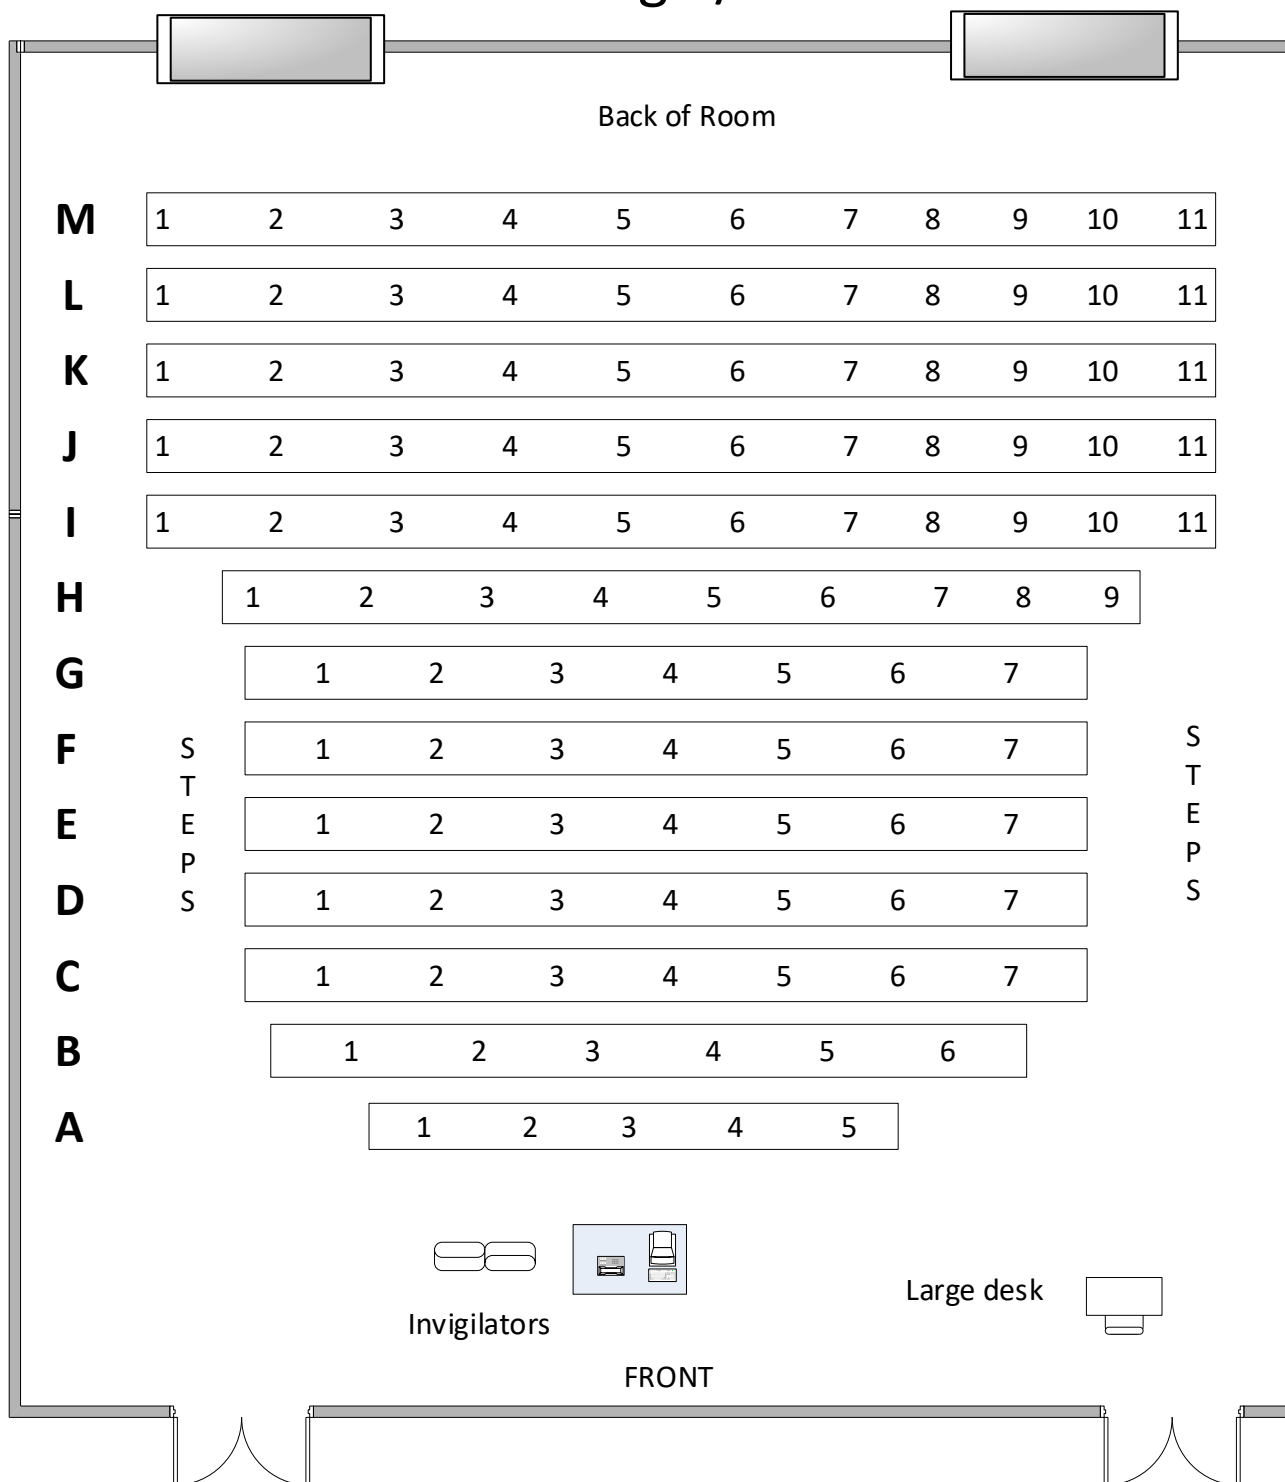 Back of Room
M 1 2 3 4 5 6 7 8 9 10 11
L 1 2 3 4 5 6 7 8 9 10 11
K 1 2 3 4 5 6 7 8 9 10 11
J 1 2 3 4 5 6 7 8 9 10 11
I 1 2 3 4 5 6 7 8 9 10 11
H 1 2 3 4 5 6 7 8 9
G 1 2 3 4 5 6 7
F 1 2 3 4 5 6 7
E 1 2 3 4 5 6 7
D 1 2 3 4 5 6 7
C 1 2 3 4 5 6 7
B 1 2 3 4 5 6
A 1 2 3 4 5
STEPS
STEPS
Large desk
Invigilators
FRONT